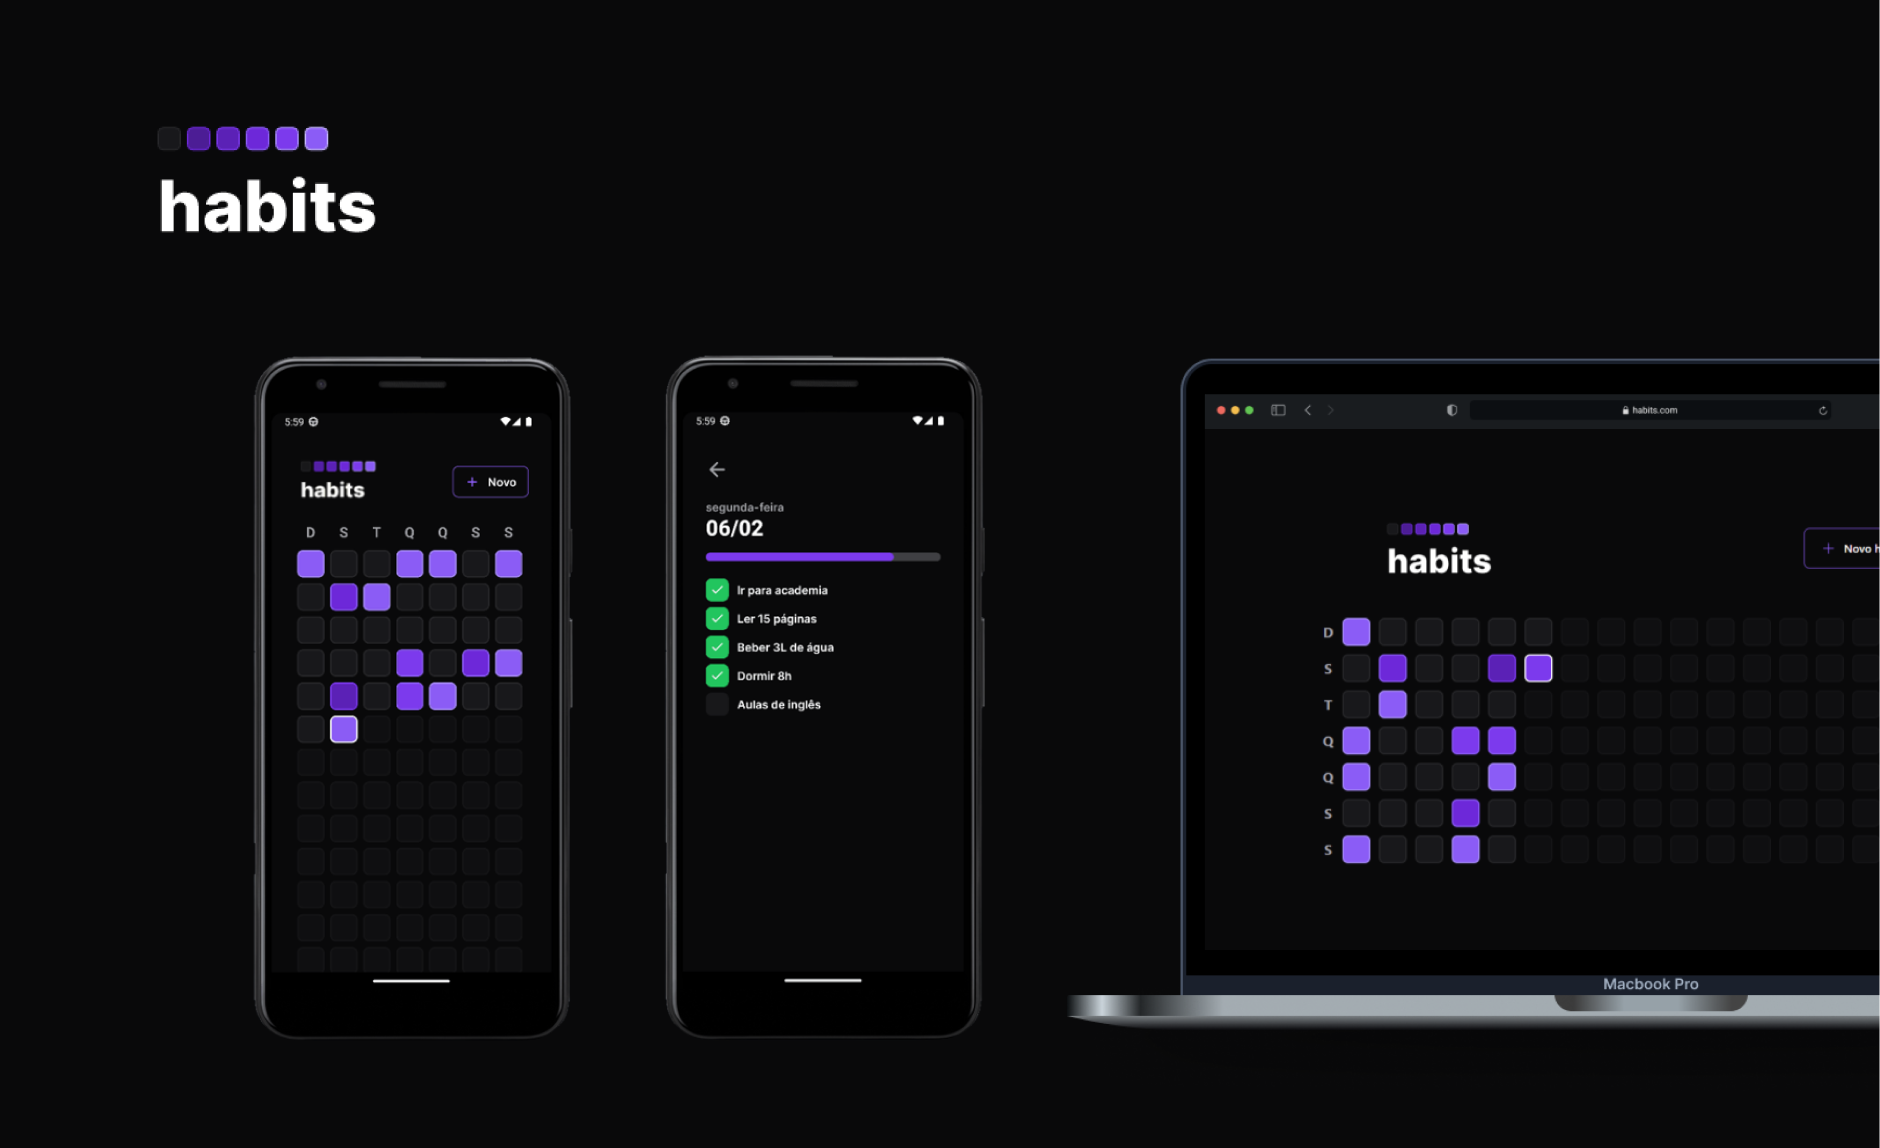 habits
5:59
habits
+ Novo
D S T Q Q S S
5:59
segunda-feira
06/02
Ir para academia
Ler 15 páginas
Beber 3L de água
Dormir 8h
Aulas de inglês
habits.com
habits
+ Novo h
D
S
T
Q
Q
S
S
Macbook Pro